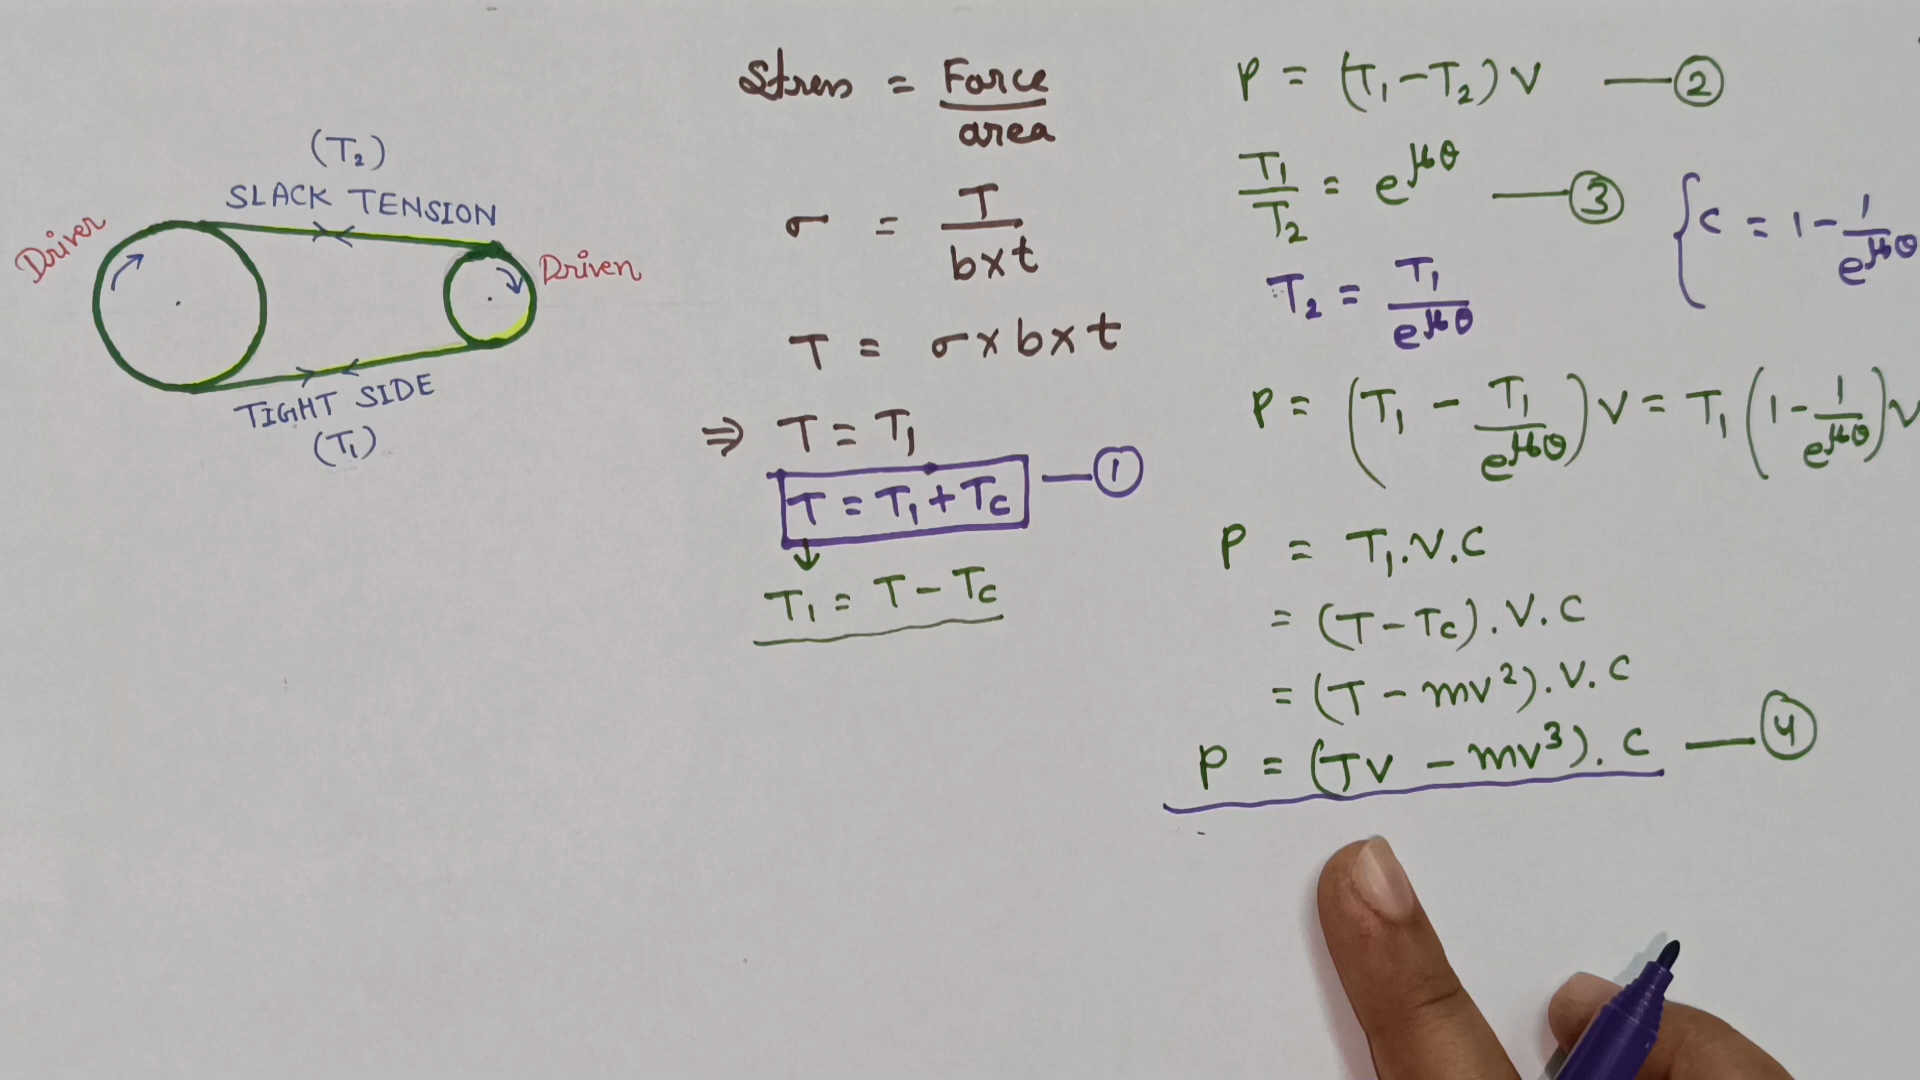 (T₂)
SLACK TENSION
Driver
Driven
TIGHT SIDE
(T₁)
Stress = Force/area
σ = T/(b×t)
T = σ×b×t
⇒ T = T₁
T = T₁ + Tc —①
↓
T₁ = T − Tc
P = (T₁−T₂)V —②
T₁/T₂ = e^μθ —③
{ C = 1 − 1/e^μθ
T₂ = T₁/e^μθ
P = (T₁ − T₁/e^μθ)V = T₁(1 − 1/e^μθ)V
P = T₁.V.C
= (T−Tc).V.C
= (T − mv²).V.C
P = (TV − mv³).C —④